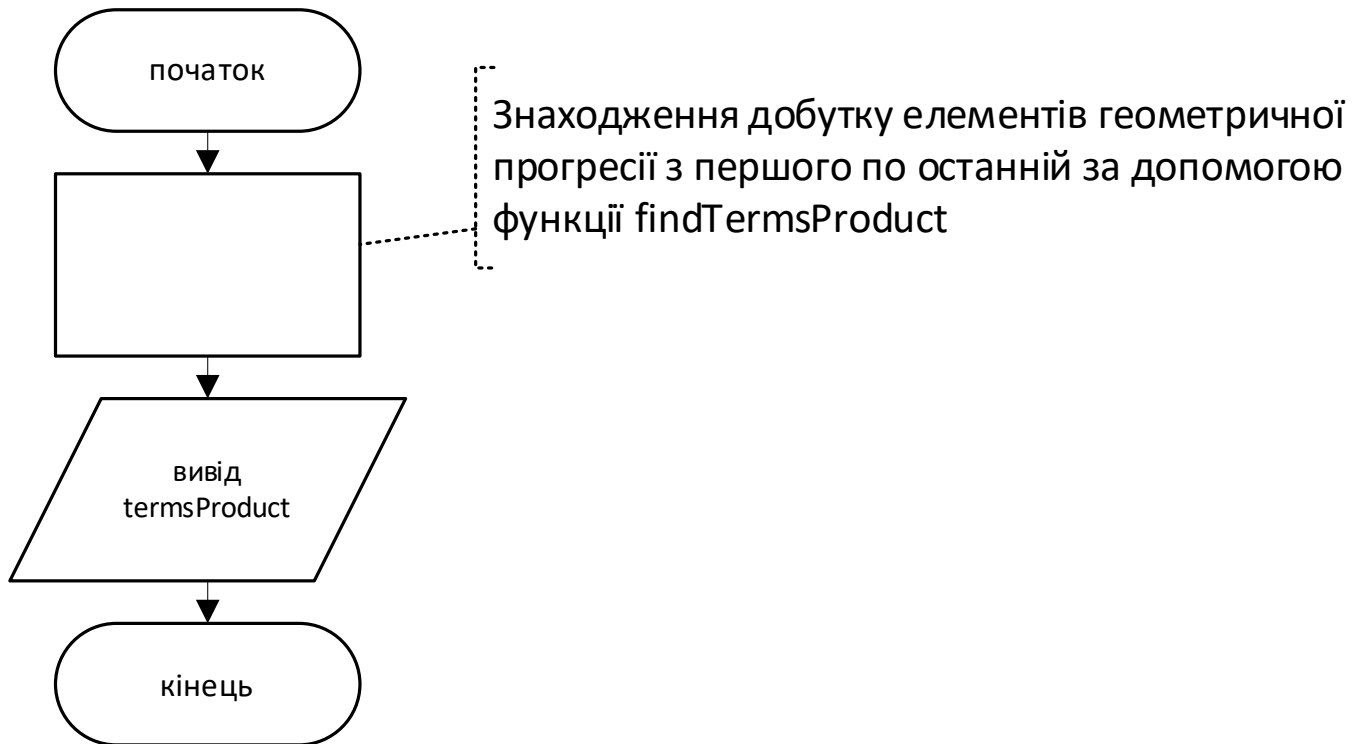 початок
Знаходження добутку елементів геометричної
прогресії з першого по останній за допомогою
функції findTermsProduct
вивід
termsProduct
кінець